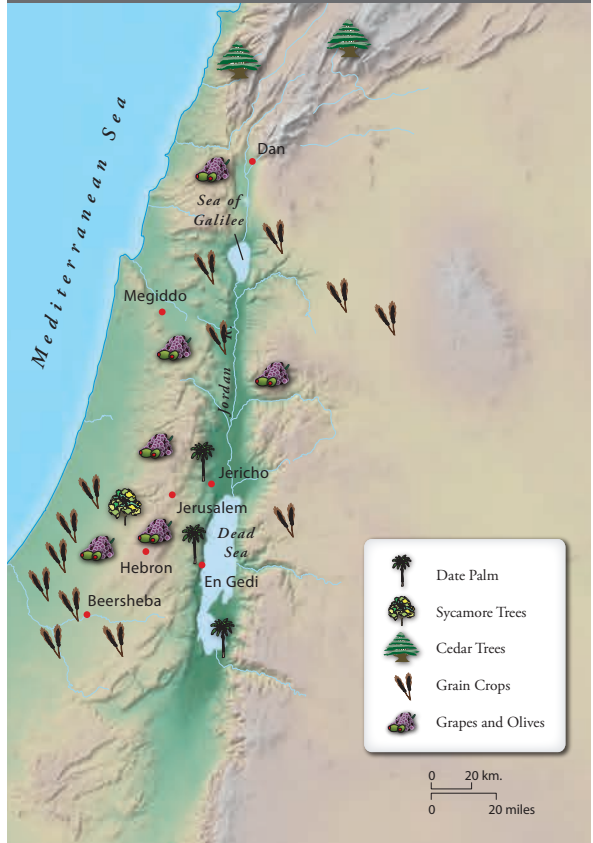 Mediterranean Sea
Dan
Sea of
Galilee
Megiddo
Jordan
Jericho
Jerusalem
Dead
Sea
Hebron
En Gedi
Beersheba
Date Palm
Sycamore Trees
Cedar Trees
Grain Crops
Grapes and Olives
0 20 km.
0 20 miles